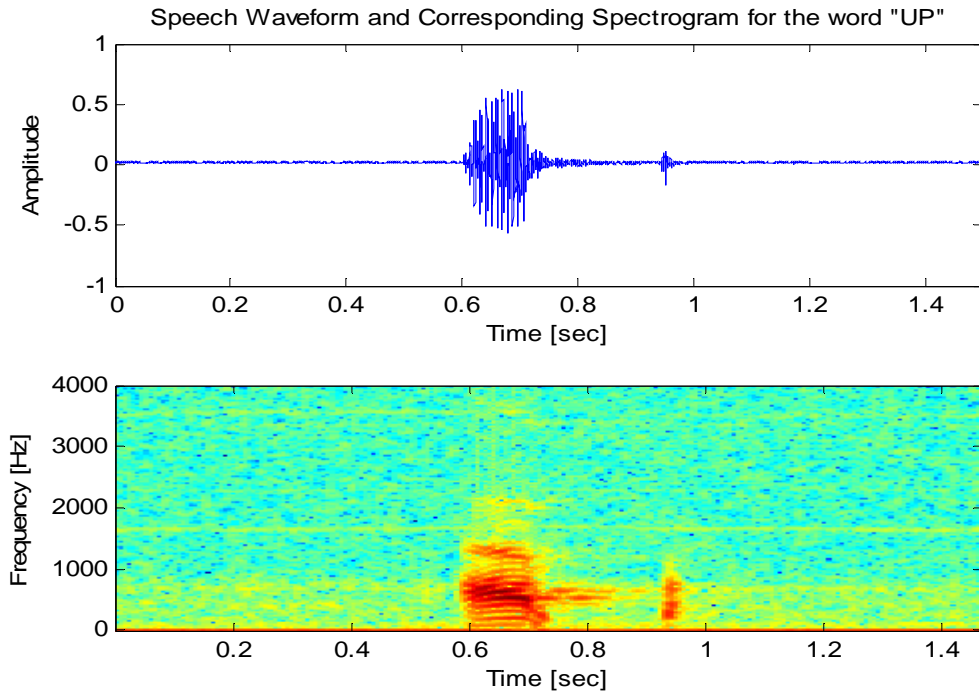 Speech Waveform and Corresponding Spectrogram for the word "UP"
1
0.5
0
-0.5
-1
Amplitude
0 0.2 0.4 0.6 0.8 1 1.2 1.4
Time [sec]
4000
3000
2000
1000
0
Frequency [Hz]
0.2 0.4 0.6 0.8 1 1.2 1.4
Time [sec]